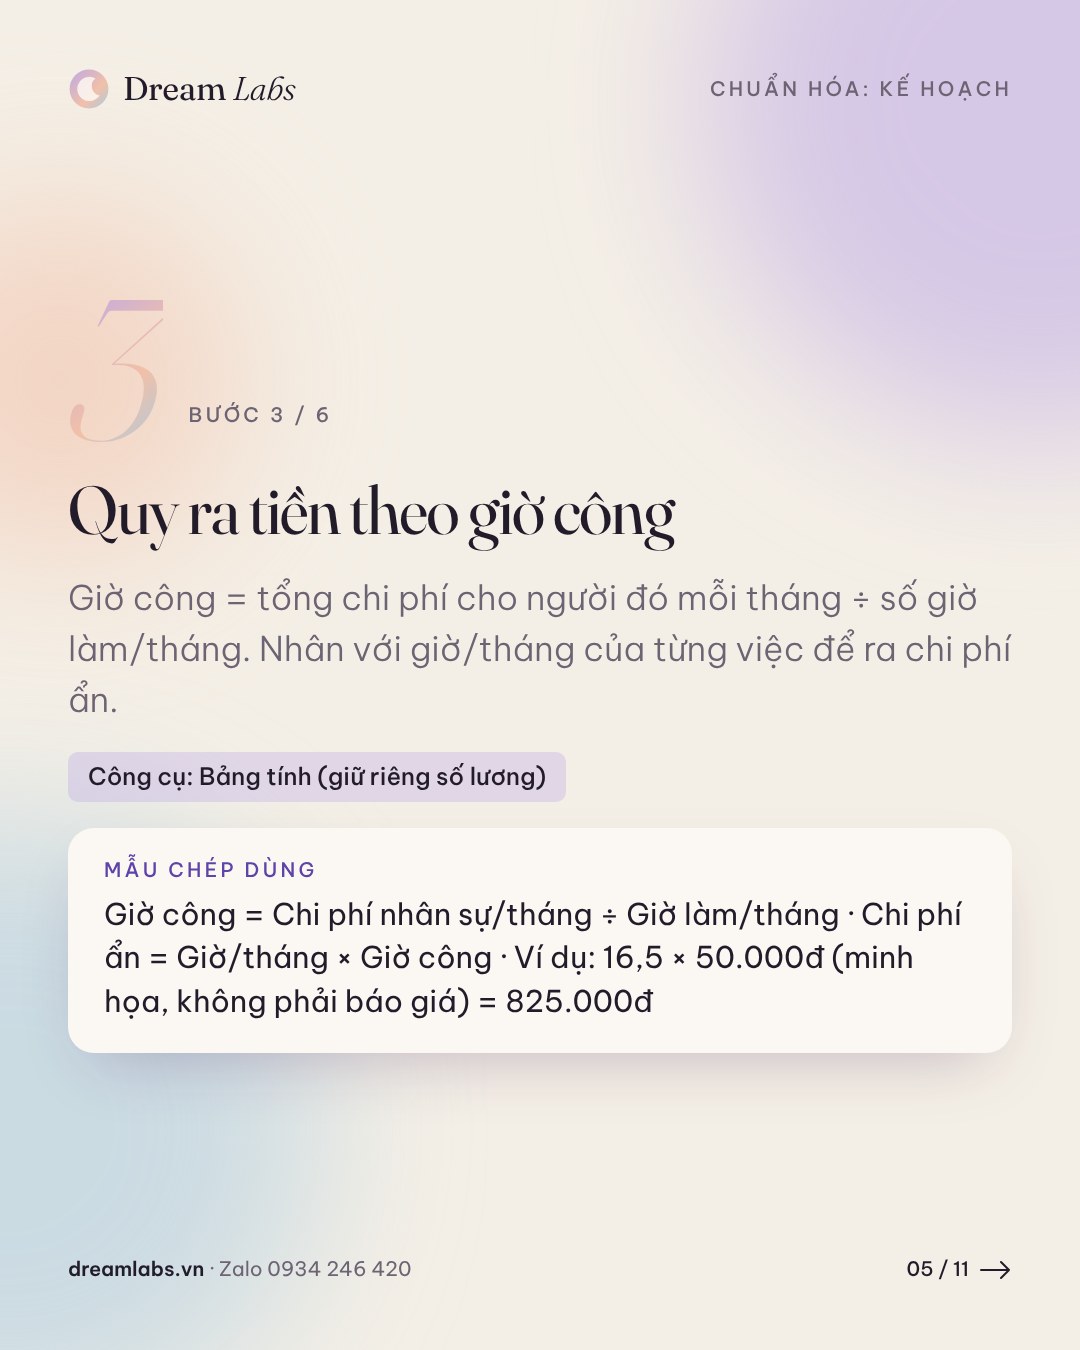 Dream Labs
CHUẨN HÓA: KẾ HOẠCH
3
BƯỚC 3 / 6
Quy ra tiền theo giờ công
Giờ công = tổng chi phí cho người đó mỗi tháng ÷ số giờ
làm/tháng. Nhân với giờ/tháng của từng việc để ra chi phí
ẩn.
Công cụ: Bảng tính (giữ riêng số lương)
MẪU CHÉP DÙNG
Giờ công = Chi phí nhân sự/tháng ÷ Giờ làm/tháng · Chi phí
ẩn = Giờ/tháng × Giờ công · Ví dụ: 16,5 × 50.000đ (minh
họa, không phải báo giá) = 825.000đ
dreamlabs.vn · Zalo 0934 246 420
05 / 11 →